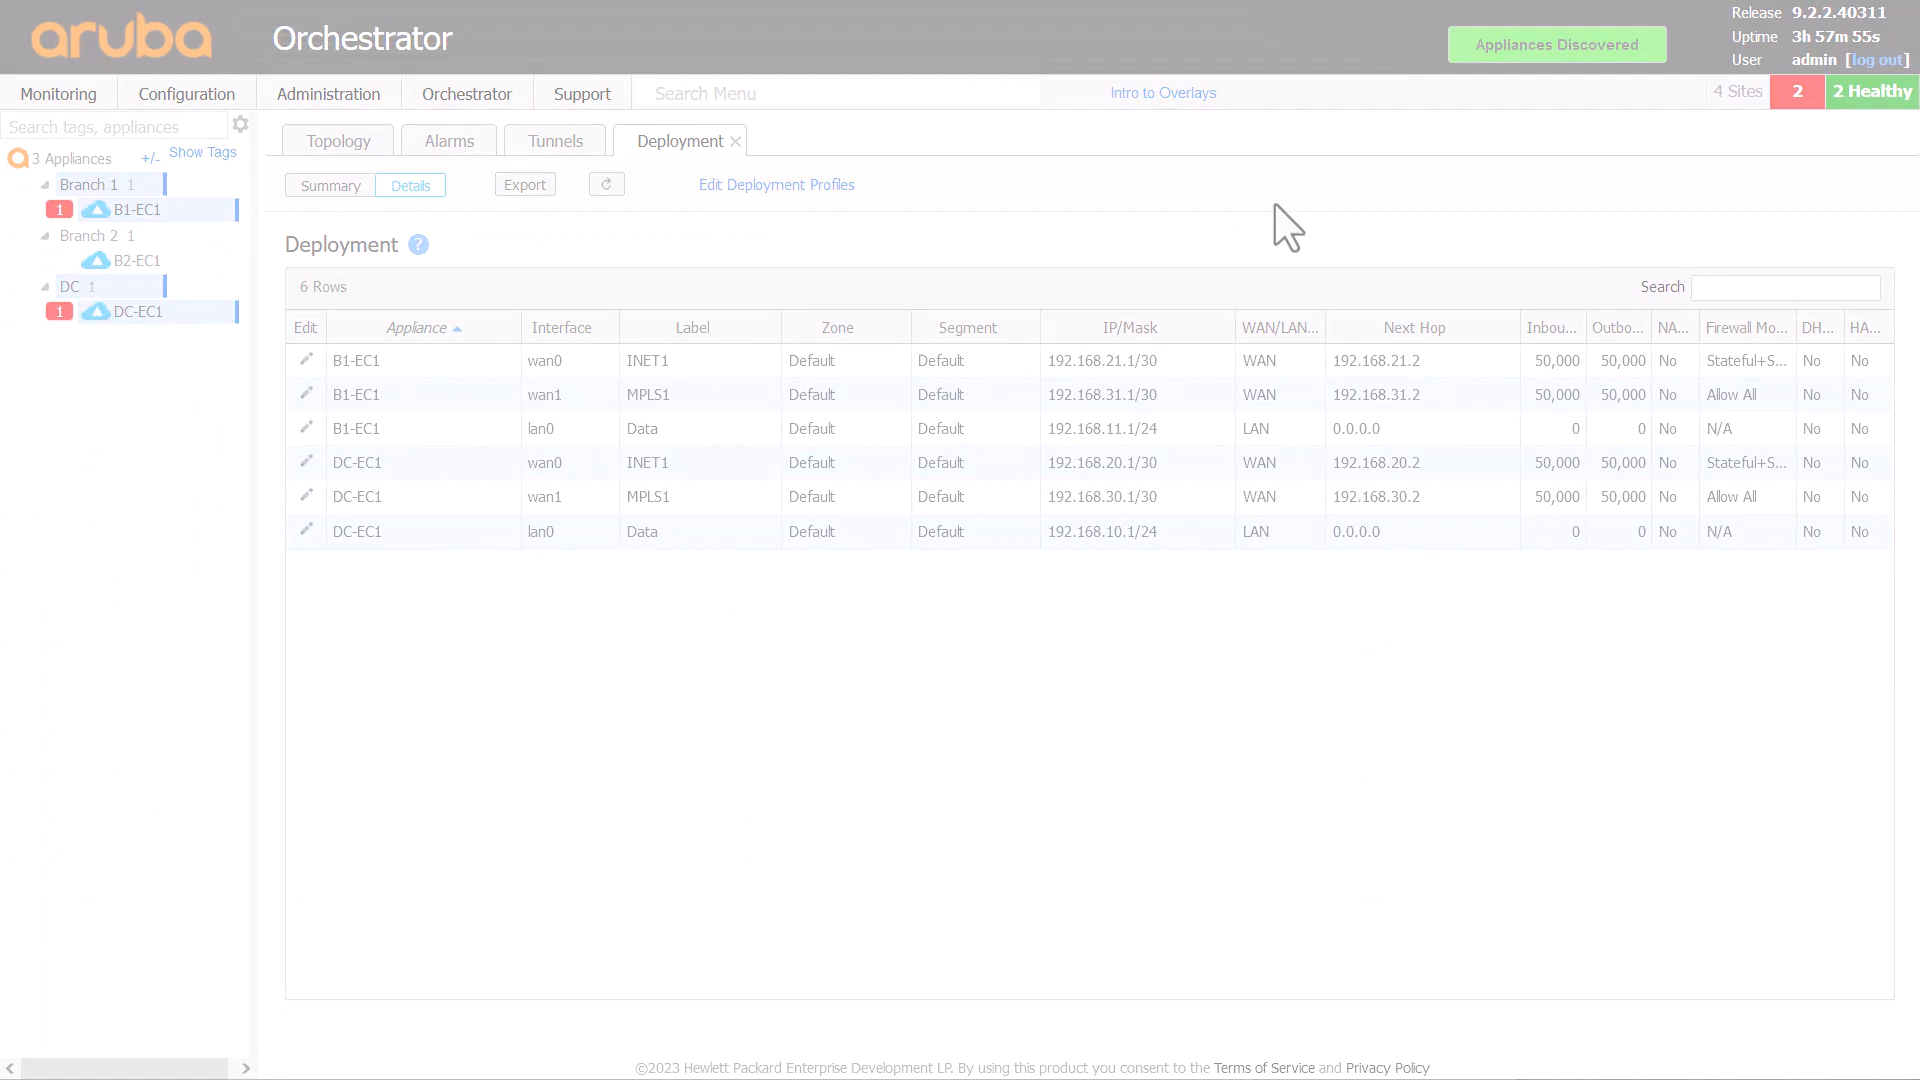 aruba
Orchestrator
Appliances Discovered
Release 9.2.2.40311
Uptime 3h 57m 55s
User admin [log out]
Monitoring Configuration Administration Orchestrator Support Search Menu Intro to Overlays 4 Sites 2 2 Healthy
Search tags, appliances
3 Appliances +/- Show Tags
Branch 1 1
1 B1-EC1
Branch 2 1
B2-EC1
DC 1
1 DC-EC1
Topology Alarms Tunnels Deployment
Summary Details Export Edit Deployment Profiles
Deployment ?
6 Rows Search
Edit Appliance Interface Label Zone Segment IP/Mask WAN/LAN... Next Hop Inbou... Outbo... NA... Firewall Mo... DH... HA...
B1-EC1 wan0 INET1 Default Default 192.168.21.1/30 WAN 192.168.21.2 50,000 50,000 No Stateful+S... No No
B1-EC1 wan1 MPLS1 Default Default 192.168.31.1/30 WAN 192.168.31.2 50,000 50,000 No Allow All No No
B1-EC1 lan0 Data Default Default 192.168.11.1/24 LAN 0.0.0.0 0 0 No N/A No No
DC-EC1 wan0 INET1 Default Default 192.168.20.1/30 WAN 192.168.20.2 50,000 50,000 No Stateful+S... No No
DC-EC1 wan1 MPLS1 Default Default 192.168.30.1/30 WAN 192.168.30.2 50,000 50,000 No Allow All No No
DC-EC1 lan0 Data Default Default 192.168.10.1/24 LAN 0.0.0.0 0 0 No N/A No No
©2023 Hewlett Packard Enterprise Development LP. By using this product you consent to the Terms of Service and Privacy Policy